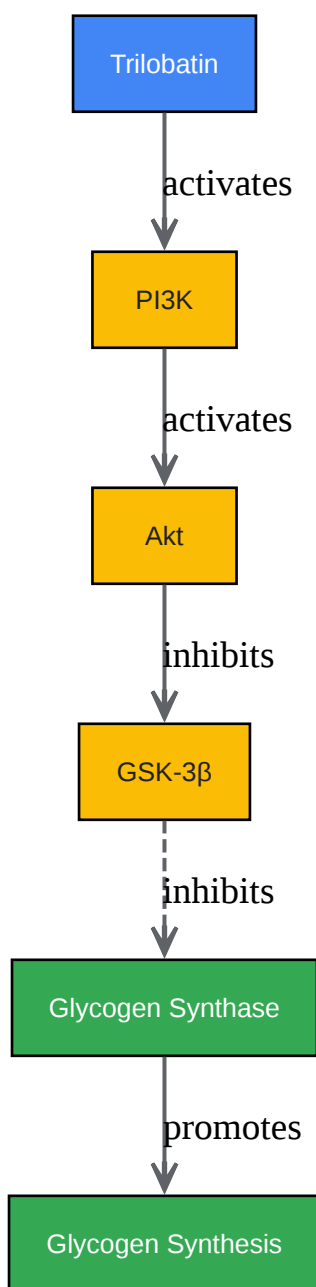 Trilobatin
activates
PI3K
activates
Akt
inhibits
GSK-3β
inhibits
Glycogen Synthase
promotes
Glycogen Synthesis